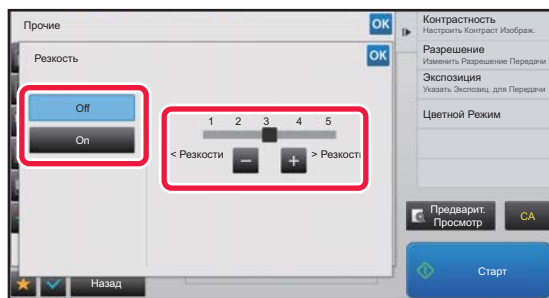 Прочие
OK
Резкость
OK
Off
On
1 2 3 4 5
< Резкости
− +
> Резкости
Назад
Контрастность
Настроить Контраст Изображ.
Разрешение
Изменить Разрешение Передачи
Экспозиция
Указать Экспозиц. для Передачи
Цветной Режим
Предварит.
Просмотр
CA
Старт